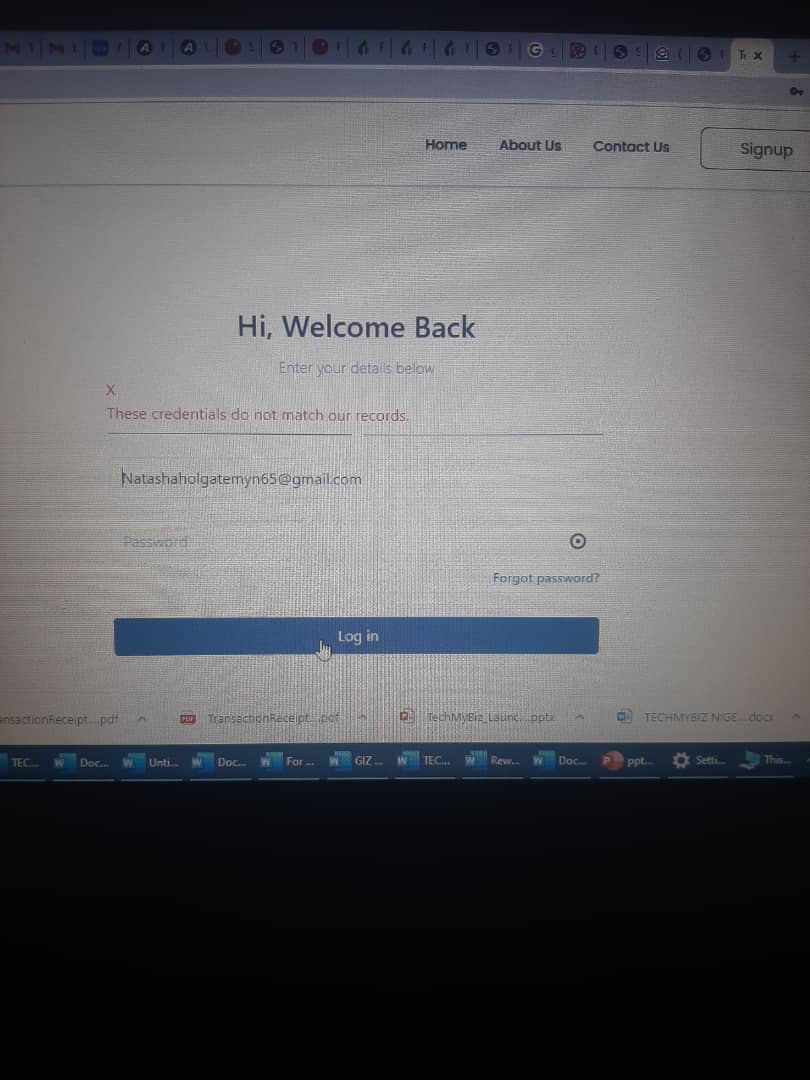 Home About Us Contact Us Signup
Hi, Welcome Back
Enter your details below
X
These credentials do not match our records.
Natashaholgatemyn65@gmail.com
Password
Forgot password?
Log in
ansactionReceipt....pdf TransactionReceipt....pdf TechMyBiz_Launc....pptx TECHMYBIZ NIGE....docx
TEC... Doc... Unti... Doc... For ... GIZ ... TEC... Rew... Doc... ppt... Setti... This...